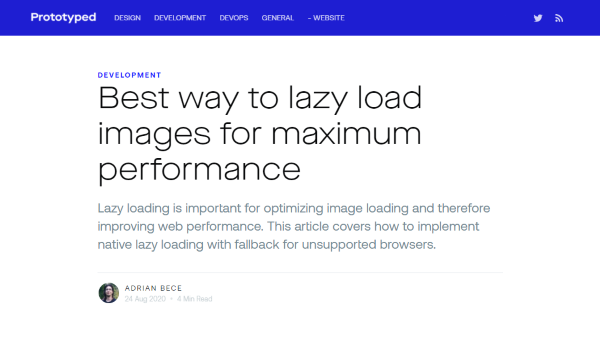 Prototyped DESIGN DEVELOPMENT DEVOPS GENERAL - WEBSITE
DEVELOPMENT
Best way to lazy load
images for maximum
performance
Lazy loading is important for optimizing image loading and therefore
improving web performance. This article covers how to implement
native lazy loading with fallback for unsupported browsers.
ADRIAN BECE
24 Aug 2020 • 4 Min Read